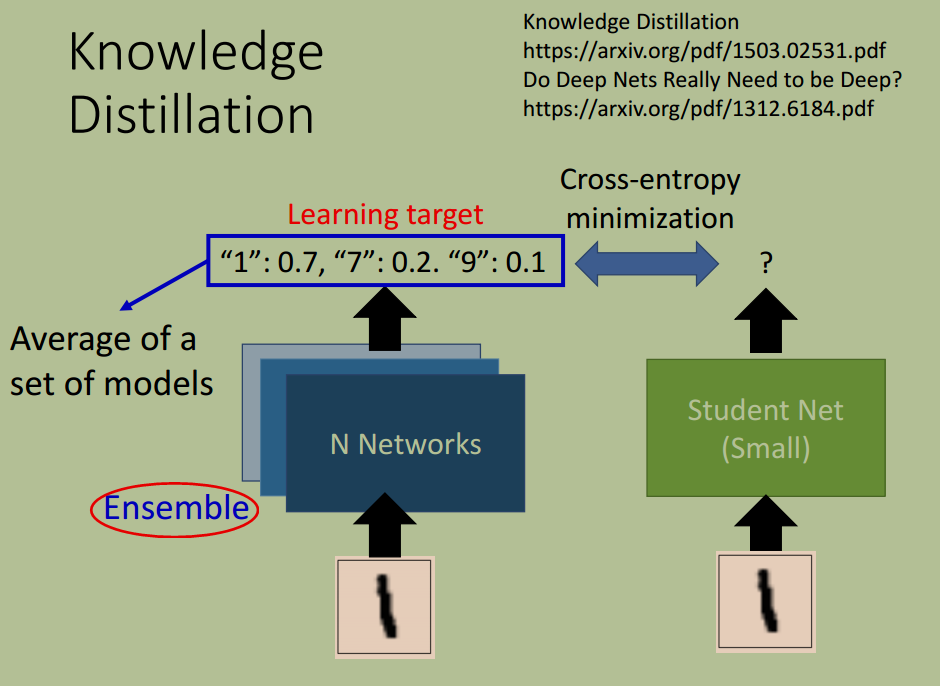 Knowledge
Distillation
Knowledge Distillation
https://arxiv.org/pdf/1503.02531.pdf
Do Deep Nets Really Need to be Deep?
https://arxiv.org/pdf/1312.6184.pdf
Cross-entropy
minimization
Learning target
“1”: 0.7, “7”: 0.2. “9”: 0.1
?
Average of a
set of models
N Networks
Student Net
(Small)
Ensemble
1
1